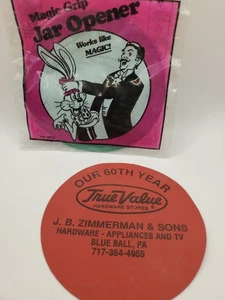 Magic Grip
Jar Opener
Works like
MAGIC!
OUR 60TH YEAR
True Value
HARDWARE STORES
J. B. ZIMMERMAN & SONS
HARDWARE - APPLIANCES AND TV
BLUE BALL, PA
717-354-4955